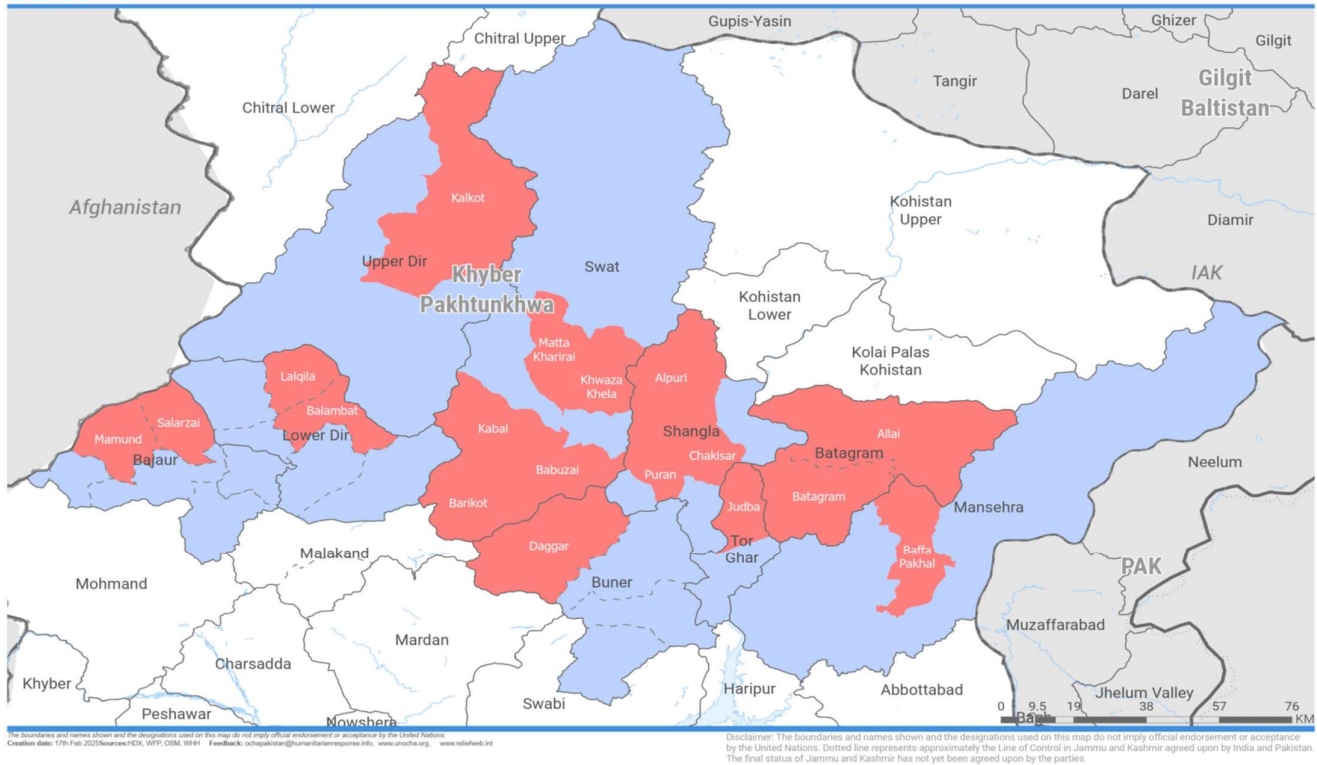 Gupis-Yasin
Ghizer
Chitral Upper
Gilgit
Tangir
Gilgit
Baltistan
Darel
Chitral Lower
Kalkot
Kohistan
Upper
Afghanistan
Diamir
Upper Dir
Swat
IAK
Khyber
Pakhtunkhwa
Kohistan
Lower
Matta
Kharirai
Kolai Palas
Kohistan
Lalqila
Khwaza
Khela
Alpuri
Balambat
Salarzai
Kabal
Shangla
Allai
Mamund
Lower Dir
Bajaur
Chakisar
Batagram
Neelum
Babuzai
Puran
Barikot
Judba
Batagram
Mansehra
Daggar
Tor
Ghar
Baffa
Pakhal
Malakand
PAK
Mohmand
Buner
Mardan
Muzaffarabad
Charsadda
Khyber
Haripur
Abbottabad
Jhelum Valley
Swabi
Peshawar
Nowshera
Bagh
0 9.5 19 38 57 76
KM
The boundaries and names shown and the designations used on this map do not imply official endorsement or acceptance by the United Nations.
Creation date: 17th Feb 2025Sources:HDX, WFP, OSM, WHH Feedback: ochapakistan@humanitarianresponse.info, www.unocha.org, www.reliefweb.int
Disclaimer: The boundaries and names shown and the designations used on this map do not imply official endorsement or acceptance
by the United Nations. Dotted line represents approximately the Line of Control in Jammu and Kashmir agreed upon by India and Pakistan.
The final status of Jammu and Kashmir has not yet been agreed upon by the parties.